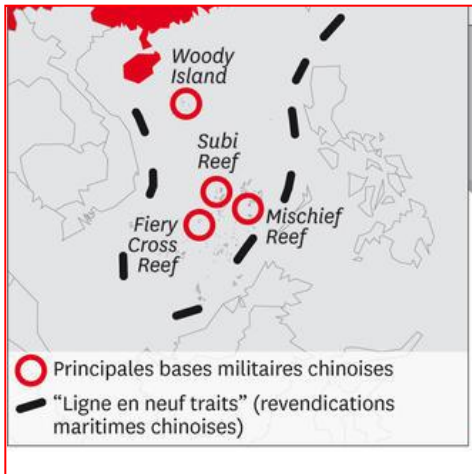 Woody
Island
Subi
Reef
Fiery
Cross
Reef
Mischief
Reef
Principales bases militaires chinoises
“Ligne en neuf traits” (revendications
maritimes chinoises)